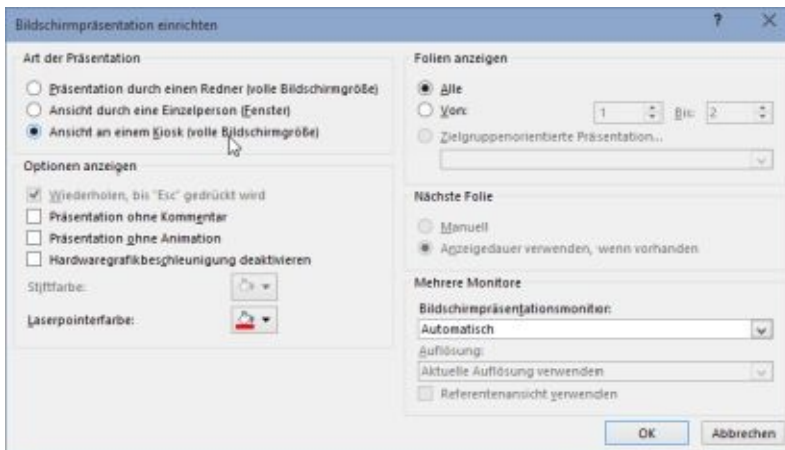 Bildschirmpräsentation einrichten
?
Art der Präsentation
Präsentation durch einen Redner (volle Bildschirmgröße)
Ansicht durch eine Einzelperson (Fenster)
Ansicht an einem Kiosk (volle Bildschirmgröße)
Optionen anzeigen
Wiederholen, bis "Esc" gedrückt wird
Präsentation ohne Kommentar
Präsentation ohne Animation
Hardwaregrafikbeschleunigung deaktivieren
Stiftfarbe:
Laserpointerfarbe:
Folien anzeigen
Alle
Von: 1 Bis: 2
Zielgruppenorientierte Präsentation...
Nächste Folie
Manuell
Anzeigedauer verwenden, wenn vorhanden
Mehrere Monitore
Bildschirmpräsentationsmonitor:
Automatisch
Auflösung:
Aktuelle Auflösung verwenden
Referentenansicht verwenden
OK Abbrechen